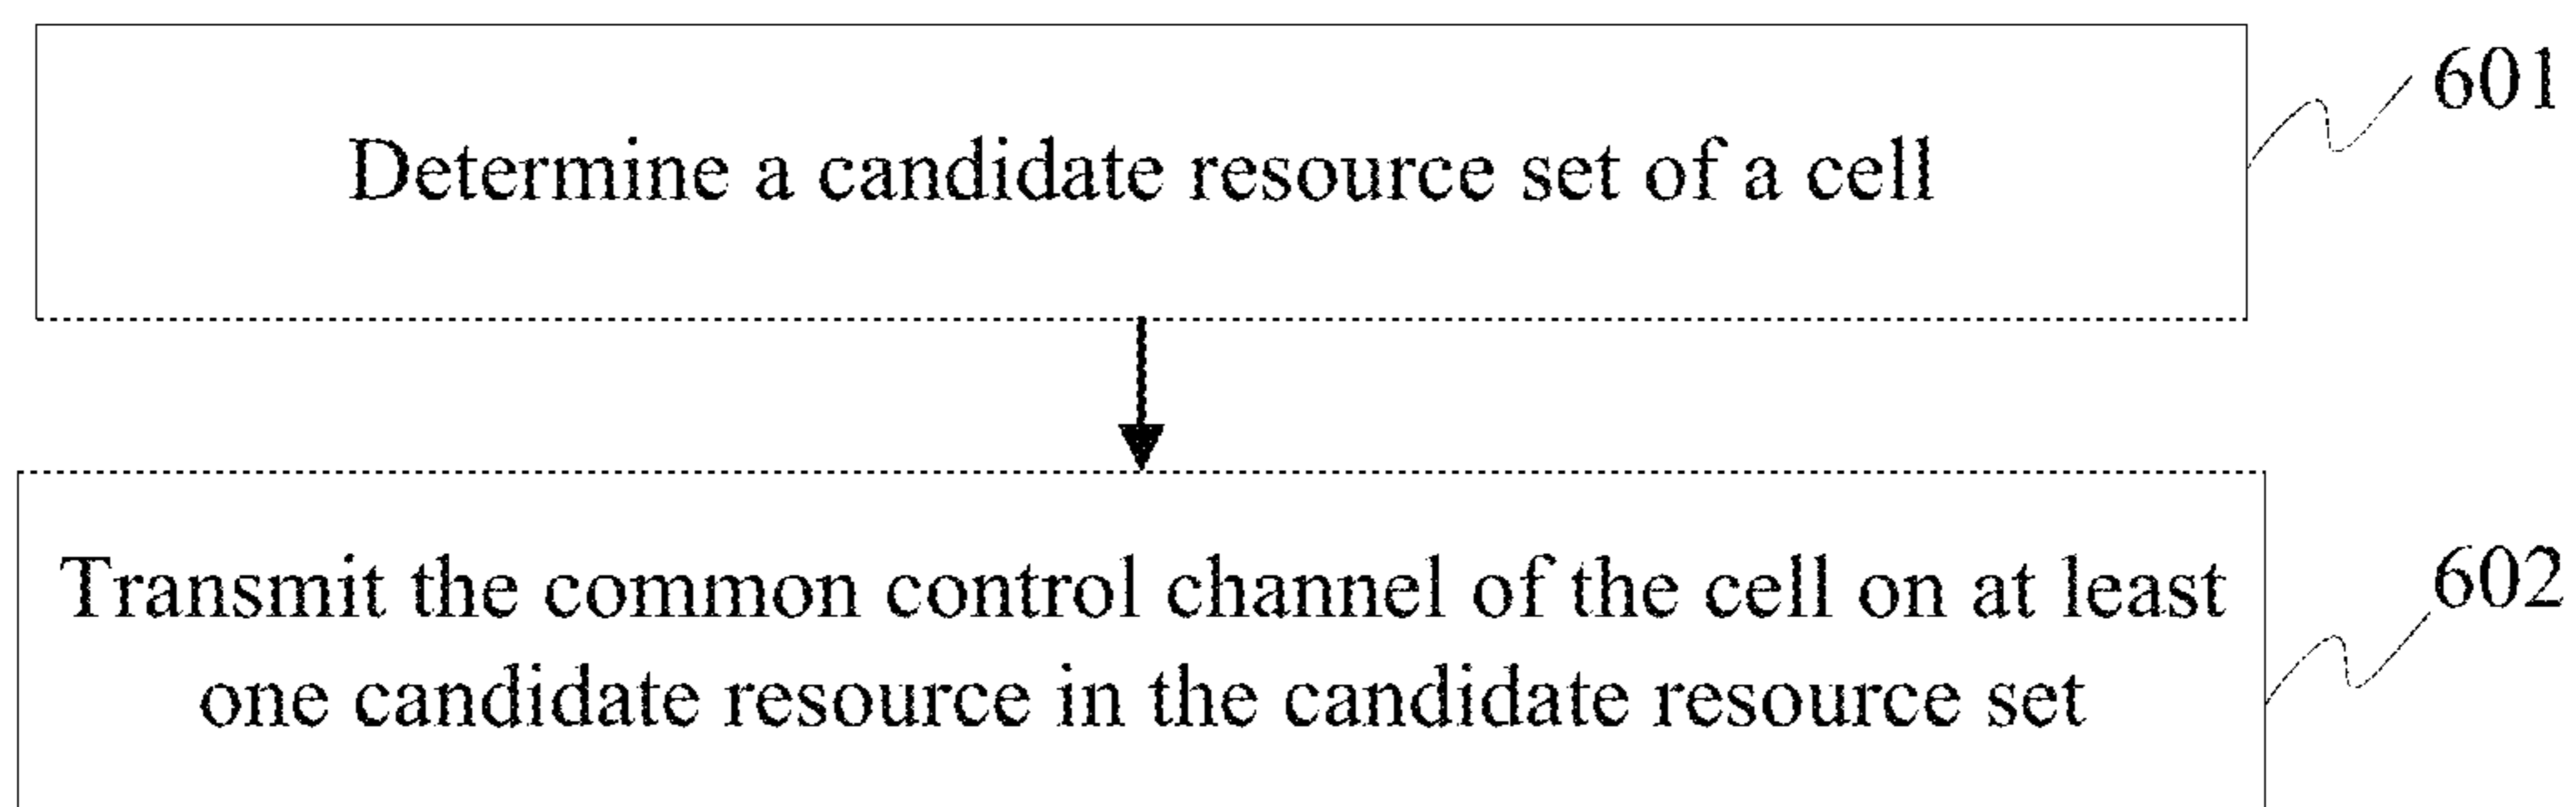 601
Determine a candidate resource set of a cell
602
Transmit the common control channel of the cell on at least
one candidate resource in the candidate resource set